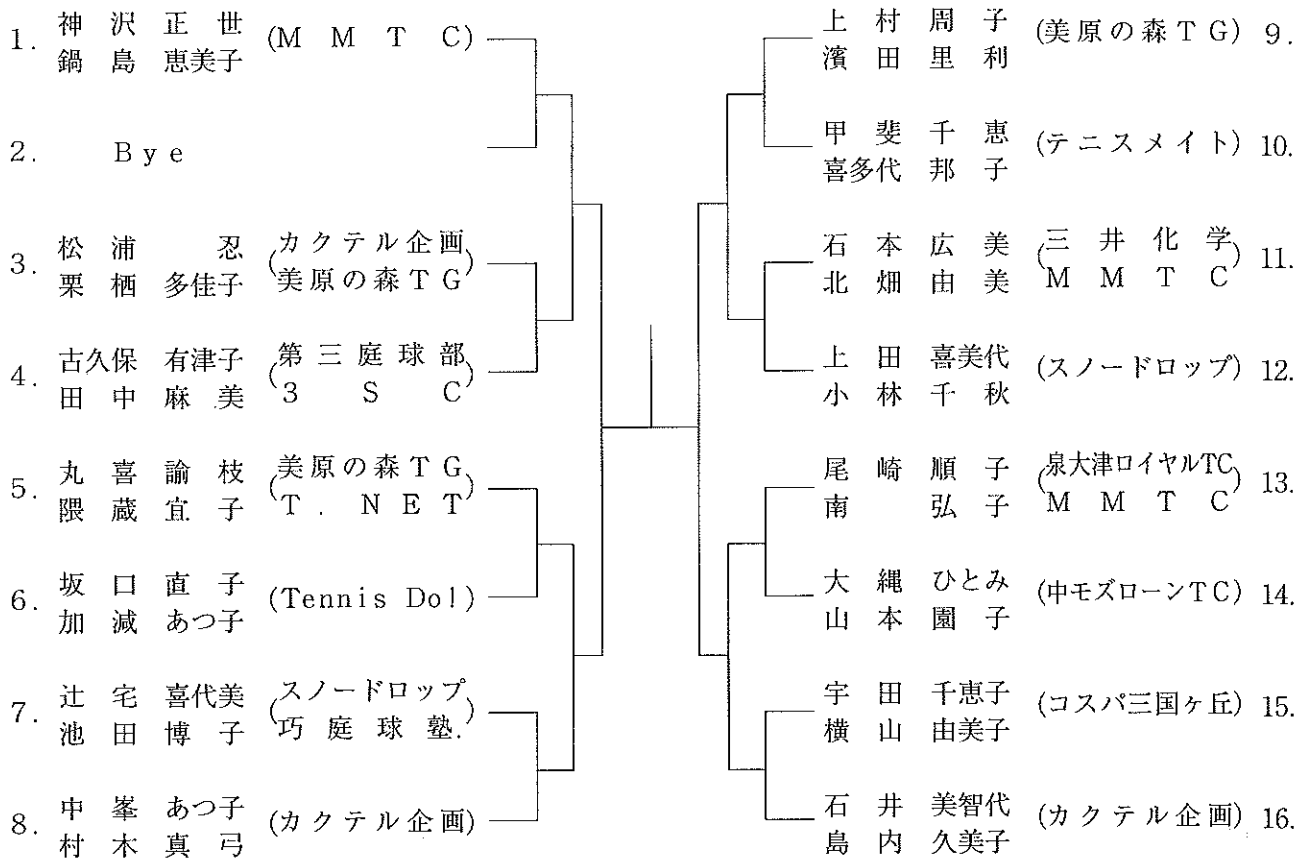 1. 神沢正世 (MMTC)
鍋島恵美子
2. Bye
3. 松浦 忍 (カクテル企画
栗栖多佳子 美原の森TG)
4. 古久保有津子 (第三庭球部
田中麻美 3SC)
5. 丸喜諭枝 (美原の森TG
隈蔵宜子 T.NET)
6. 坂口直子 (Tennis Do!)
加減あつ子
7. 辻宅喜代美 (スノードロップ
池田博子 巧庭球塾.)
8. 中峯あつ子 (カクテル企画)
村木真弓
上村周子 (美原の森TG) 9.
濱田里利
甲斐千恵 (テニスメイト) 10.
喜多代邦子
石本広美 (三井化学 11.
北畑由美 MMTC)
上田喜美代 (スノードロップ) 12.
小林千秋
尾崎順子 (泉大津ロイヤルTC 13.
南 弘子 MMTC)
大縄ひとみ (中モズローンTC) 14.
山本園子
宇田千恵子 (コスパ三国ヶ丘) 15.
横山由美子
石井美智代 (カクテル企画) 16.
島内久美子